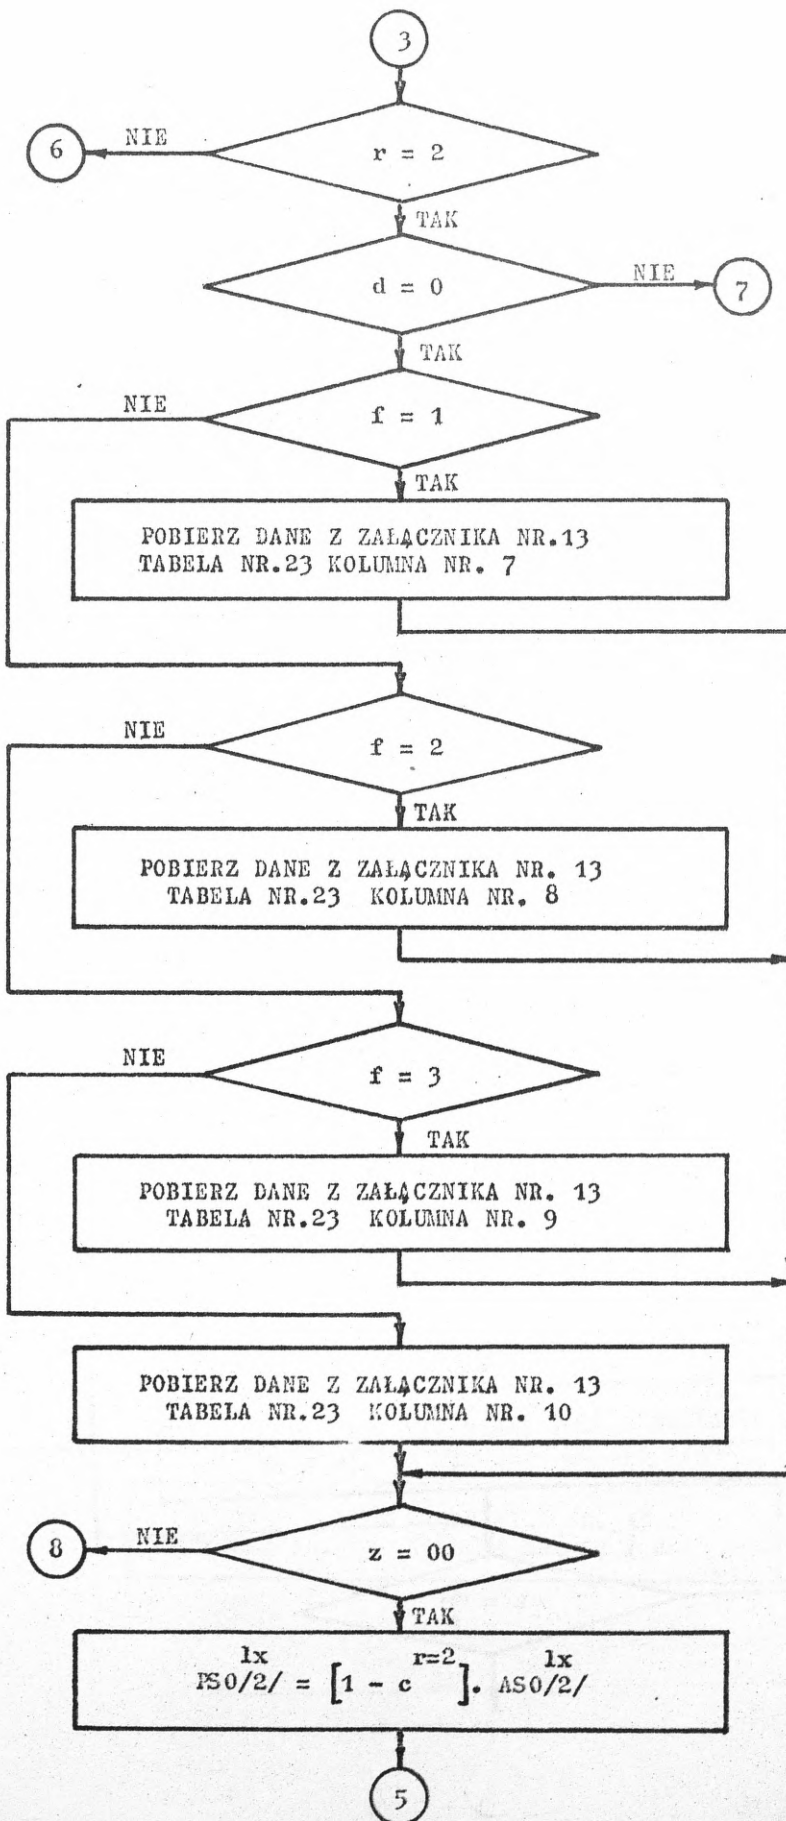 3
6
NIE
r = 2
TAK
d = 0
NIE
7
TAK
NIE
f = 1
TAK
POBIERZ DANE Z ZAŁĄCZNIKA NR.13
TABELA NR.23 KOLUMNA NR. 7
NIE
f = 2
TAK
POBIERZ DANE Z ZAŁĄCZNIKA NR. 13
TABELA NR.23 KOLUMNA NR. 8
NIE
f = 3
TAK
POBIERZ DANE Z ZAŁĄCZNIKA NR. 13
TABELA NR.23 KOLUMNA NR. 9
POBIERZ DANE Z ZAŁĄCZNIKA NR. 13
TABELA NR.23 KOLUMNA NR. 10
8
NIE
z = 00
TAK
1x r=2 1x
PS0/2/ = [1 - c ]. AS0/2/
5